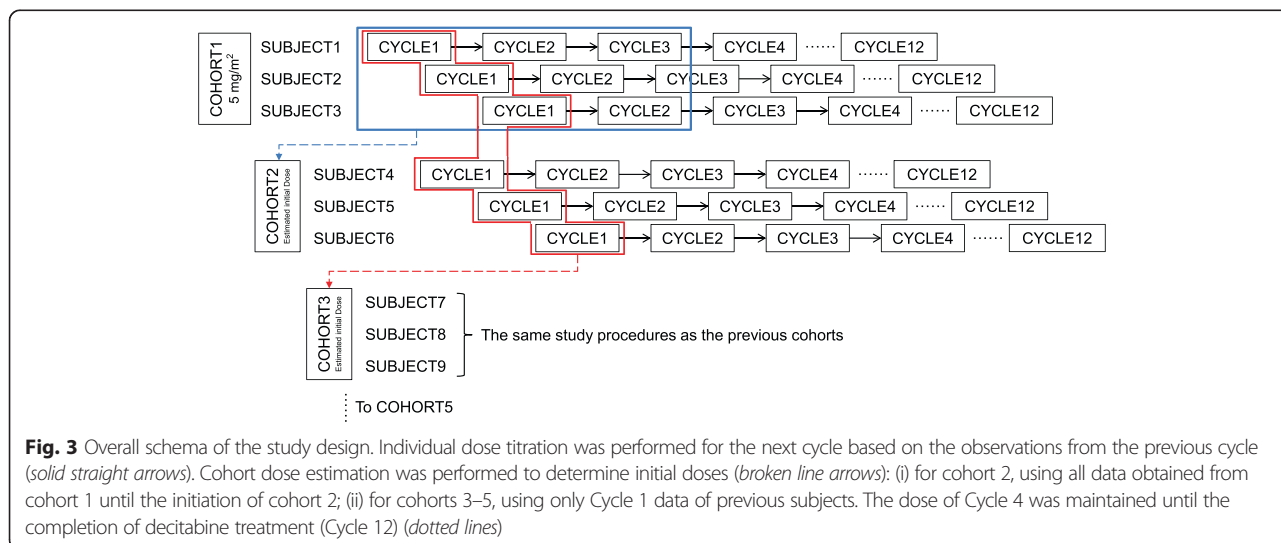 COHORT1
5 mg/m²
SUBJECT1 CYCLE1 CYCLE2 CYCLE3 CYCLE4 ...... CYCLE12
SUBJECT2 CYCLE1 CYCLE2 CYCLE3 CYCLE4 ...... CYCLE12
SUBJECT3 CYCLE1 CYCLE2 CYCLE3 CYCLE4 ...... CYCLE12
COHORT2
Estimated initial Dose
SUBJECT4 CYCLE1 CYCLE2 CYCLE3 CYCLE4 ...... CYCLE12
SUBJECT5 CYCLE1 CYCLE2 CYCLE3 CYCLE4 ...... CYCLE12
SUBJECT6 CYCLE1 CYCLE2 CYCLE3 CYCLE4 ...... CYCLE12
COHORT3
Estimated initial Dose
SUBJECT7
SUBJECT8
SUBJECT9
The same study procedures as the previous cohorts
To COHORT5
Fig. 3 Overall schema of the study design. Individual dose titration was performed for the next cycle based on the observations from the previous cycle
(solid straight arrows). Cohort dose estimation was performed to determine initial doses (broken line arrows): (i) for cohort 2, using all data obtained from
cohort 1 until the initiation of cohort 2; (ii) for cohorts 3–5, using only Cycle 1 data of previous subjects. The dose of Cycle 4 was maintained until the
completion of decitabine treatment (Cycle 12) (dotted lines)